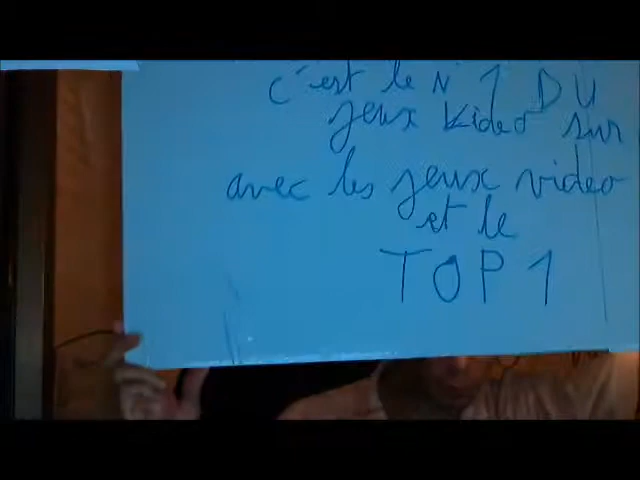 c'est le N° 1 DU
jeux video sur
avec les jeux video
et le
TOP 1